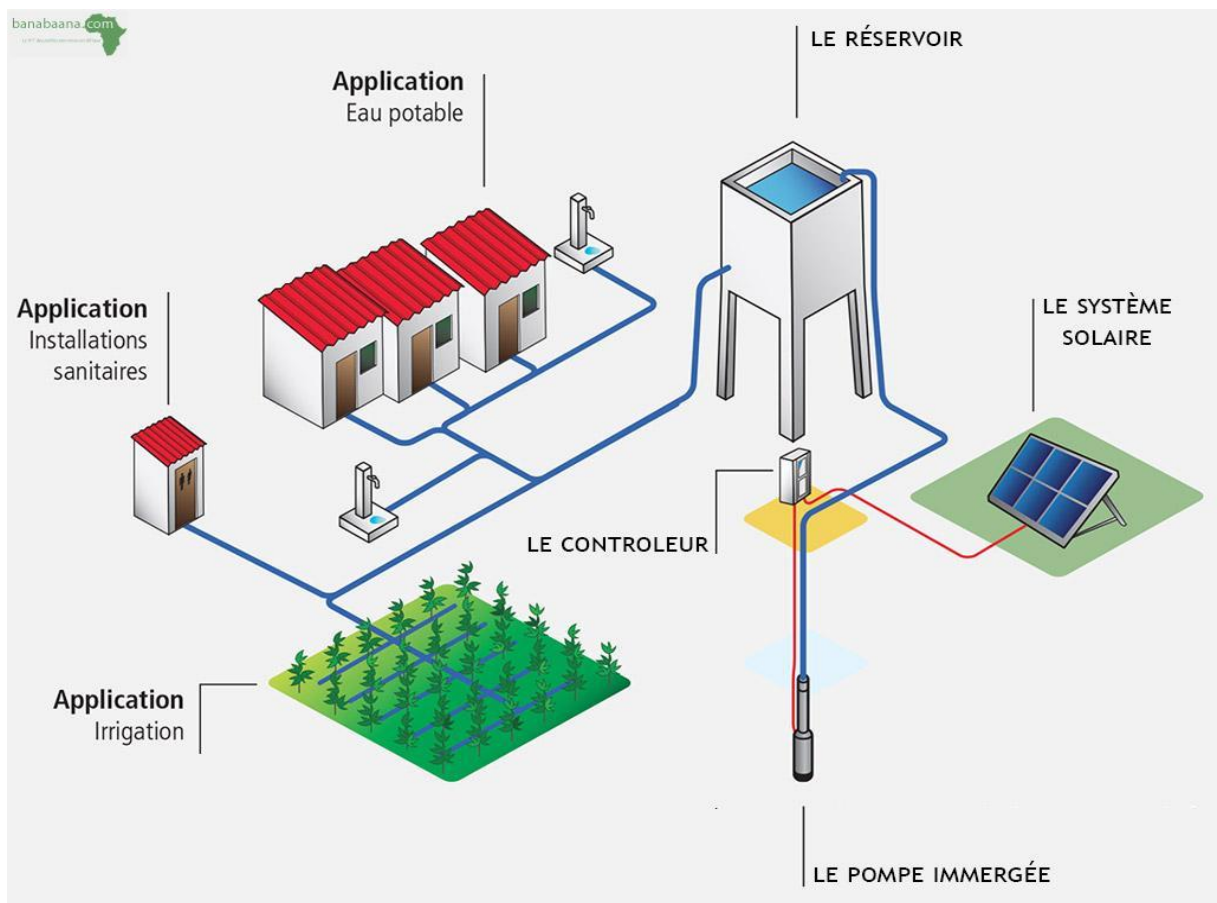 banabaana.com
LE RÉSERVOIR
Application
Eau potable
Application
Installations
sanitaires
LE SYSTÈME
SOLAIRE
LE CONTROLEUR
Application
Irrigation
LE POMPE IMMERGÉE